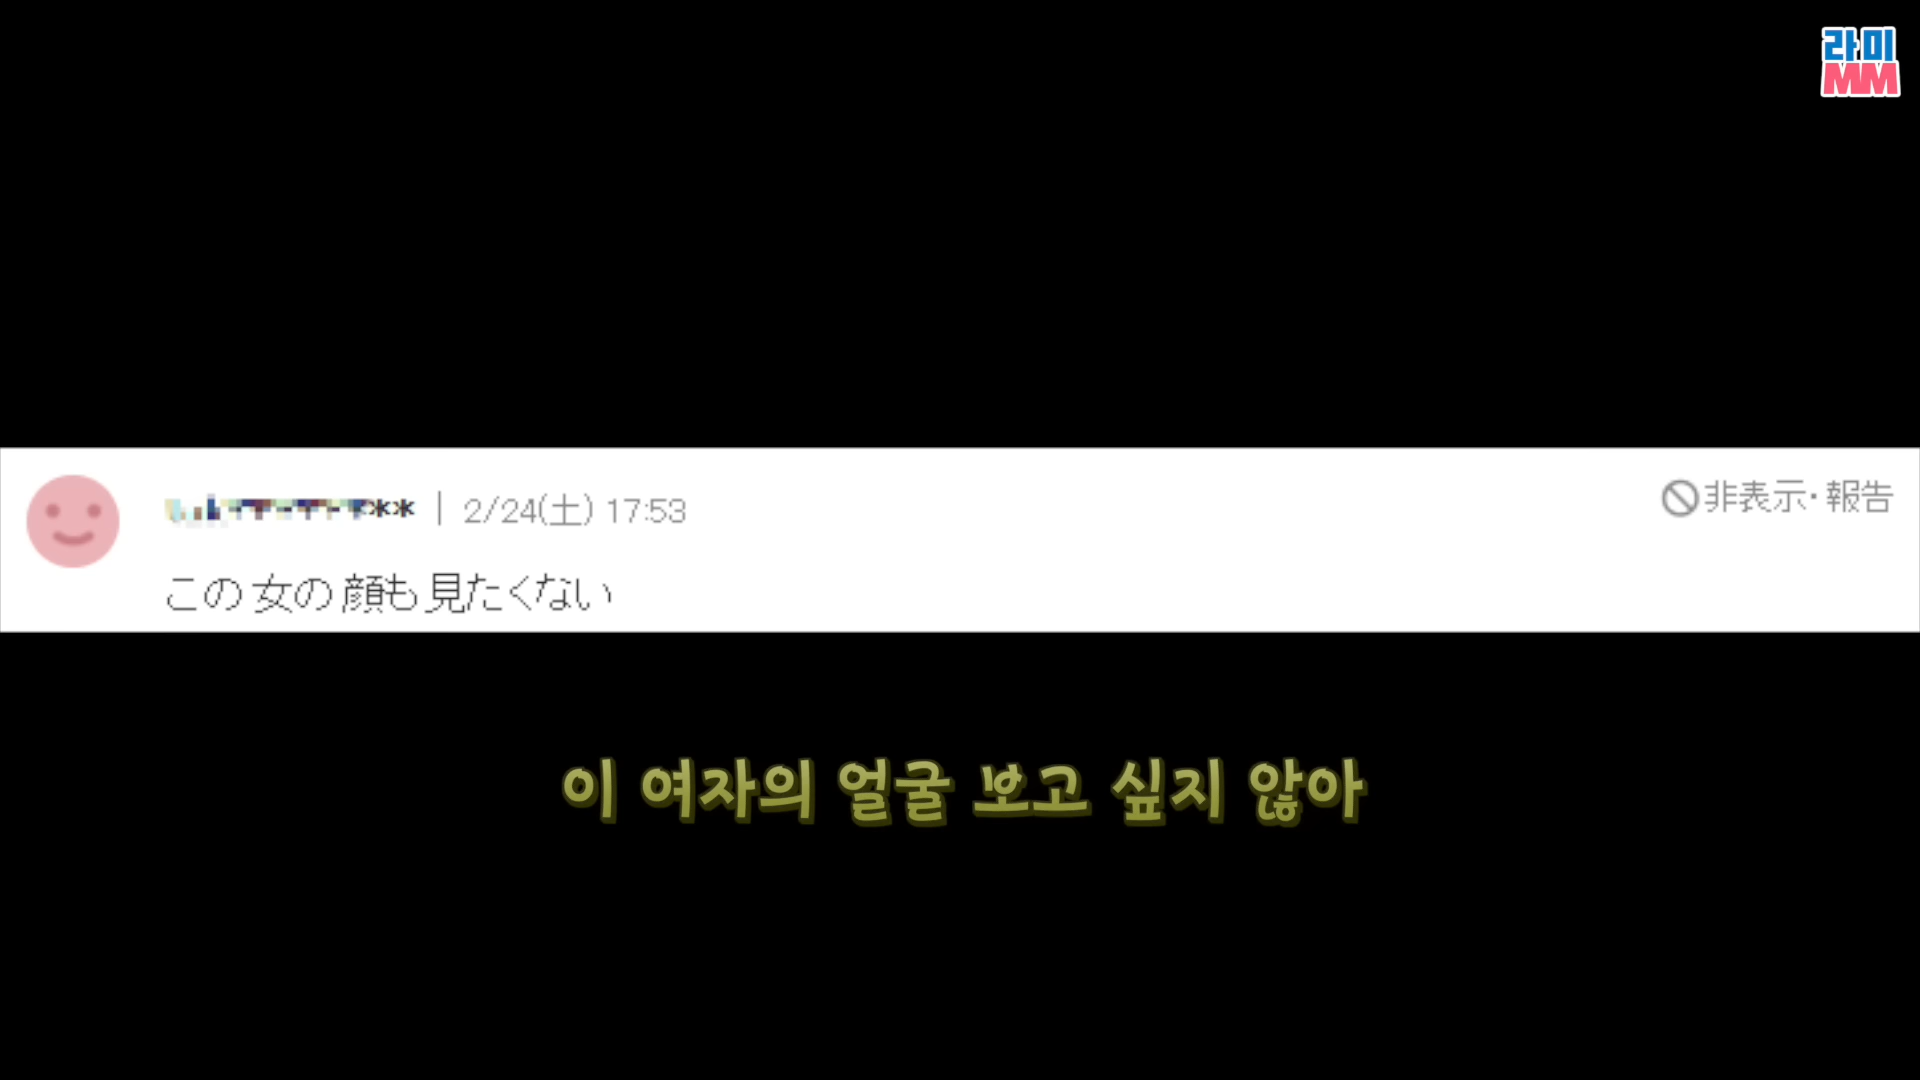 라미
MM
** | 2/24(土) 17:53
非表示・報告
この女の顔も見たくない
이 여자의 얼굴 보고 싶지 않아